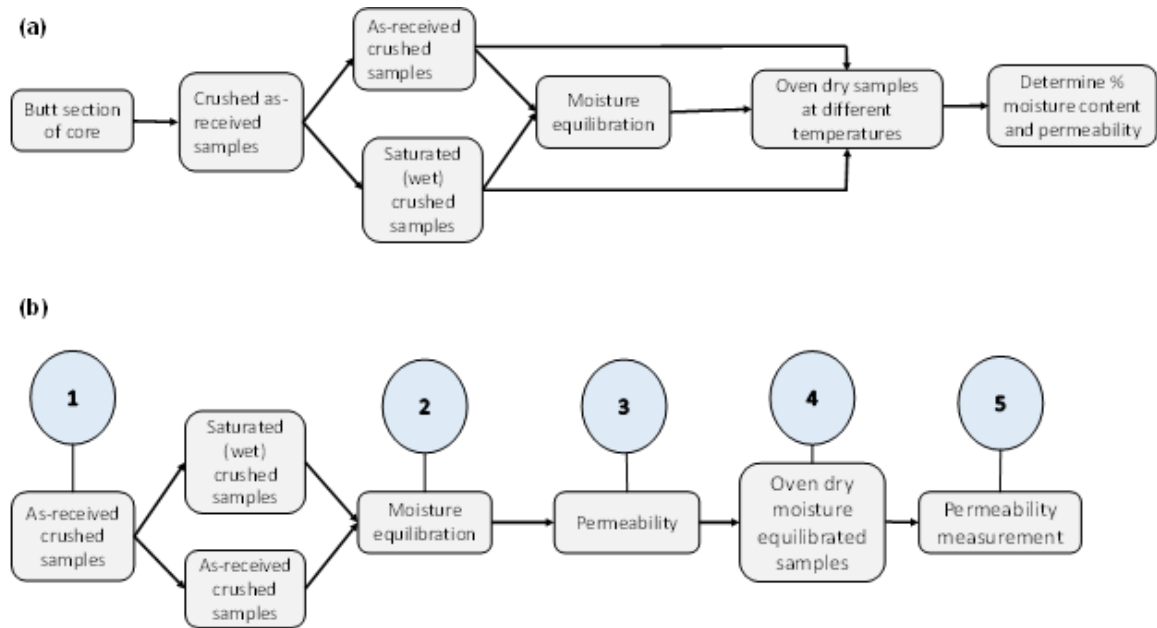 (a)
Butt section
of core
Crushed as-
received
samples
As-received
crushed
samples
Saturated
(wet)
crushed
samples
Moisture
equilibration
Oven dry samples
at different
temperatures
Determine %
moisture content
and permeability
(b)
1
As-received
crushed
samples
Saturated
(wet)
crushed
samples
As-received
crushed
samples
2
Moisture
equilibration
3
Permeability
4
Oven dry
moisture
equilibrated
samples
5
Permeability
measurement